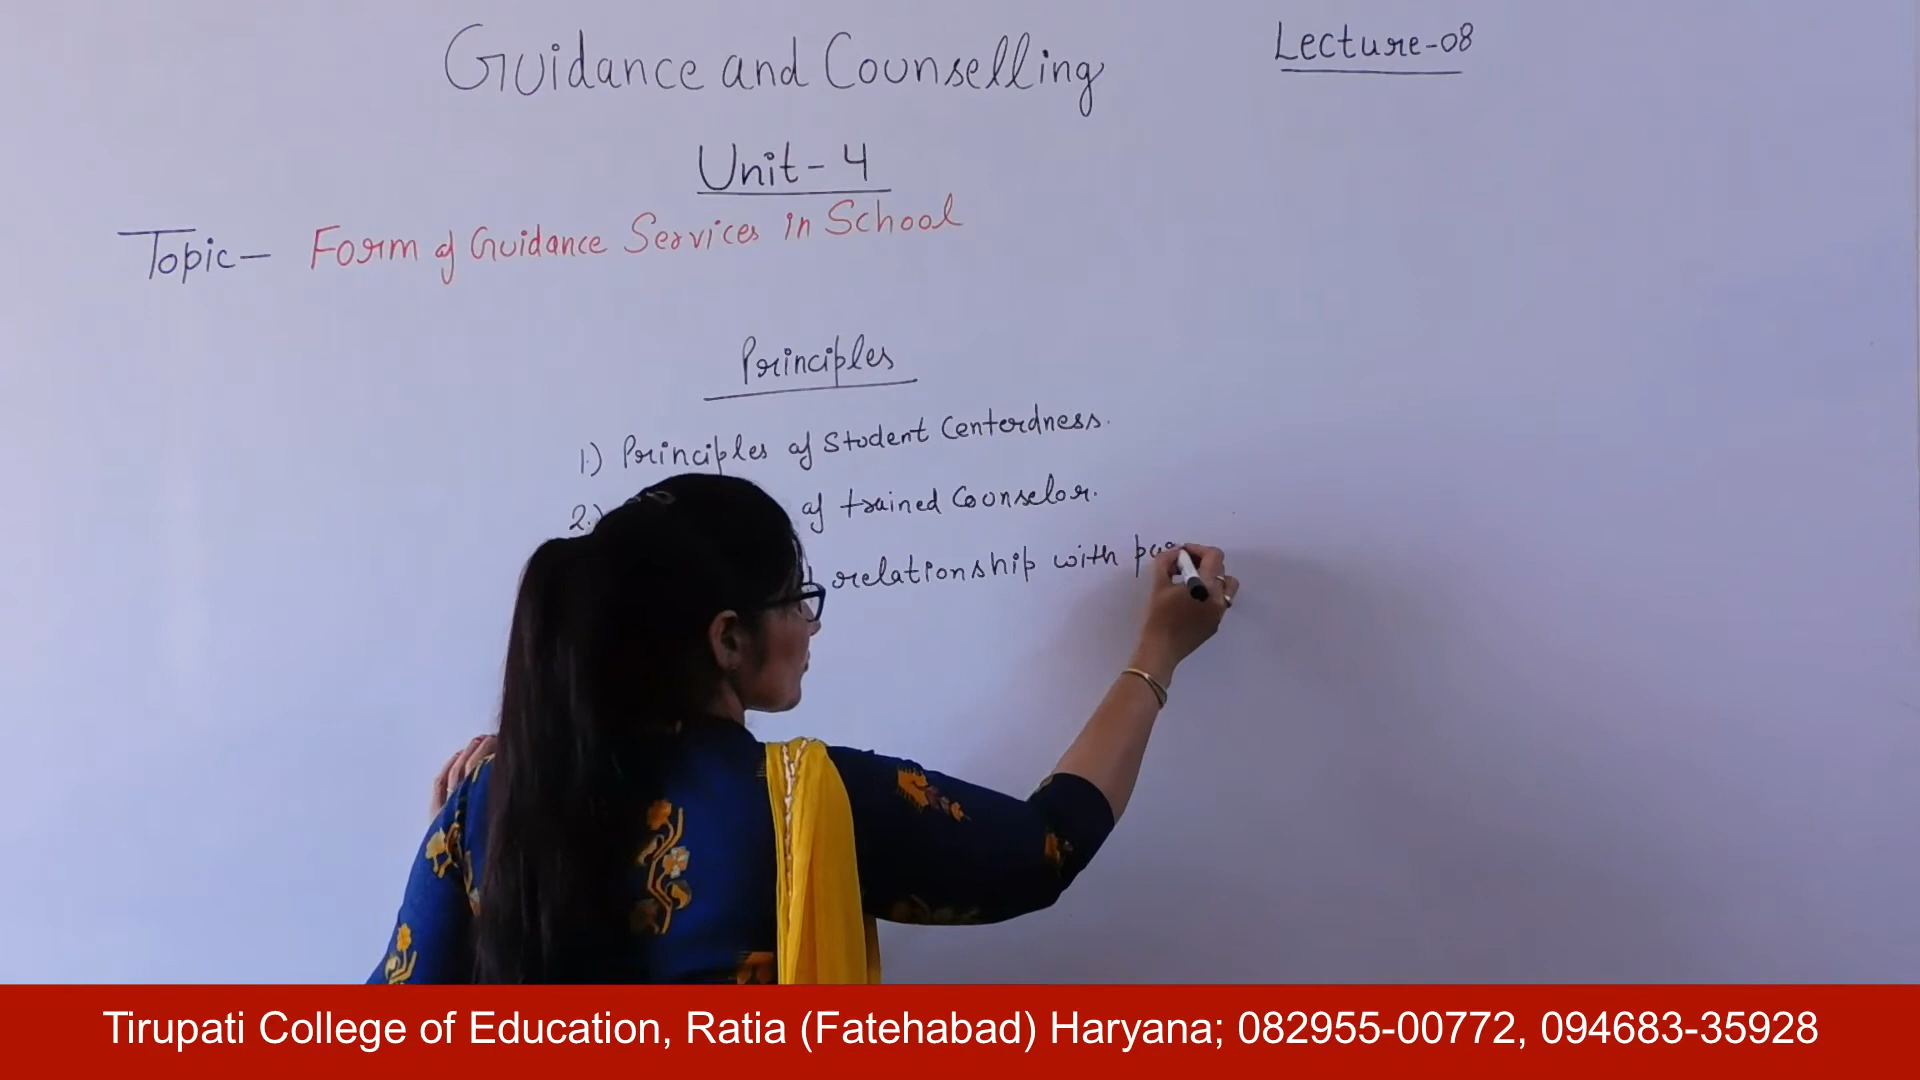 Guidance and Counselling
Lecture-08
Unit-4
Topic- Form of Guidance Services in School
Principles
1.) Principles of Student Centerdness.
2.) of trained Counselor.
relationship with
Tirupati College of Education, Ratia (Fatehabad) Haryana; 082955-00772, 094683-35928